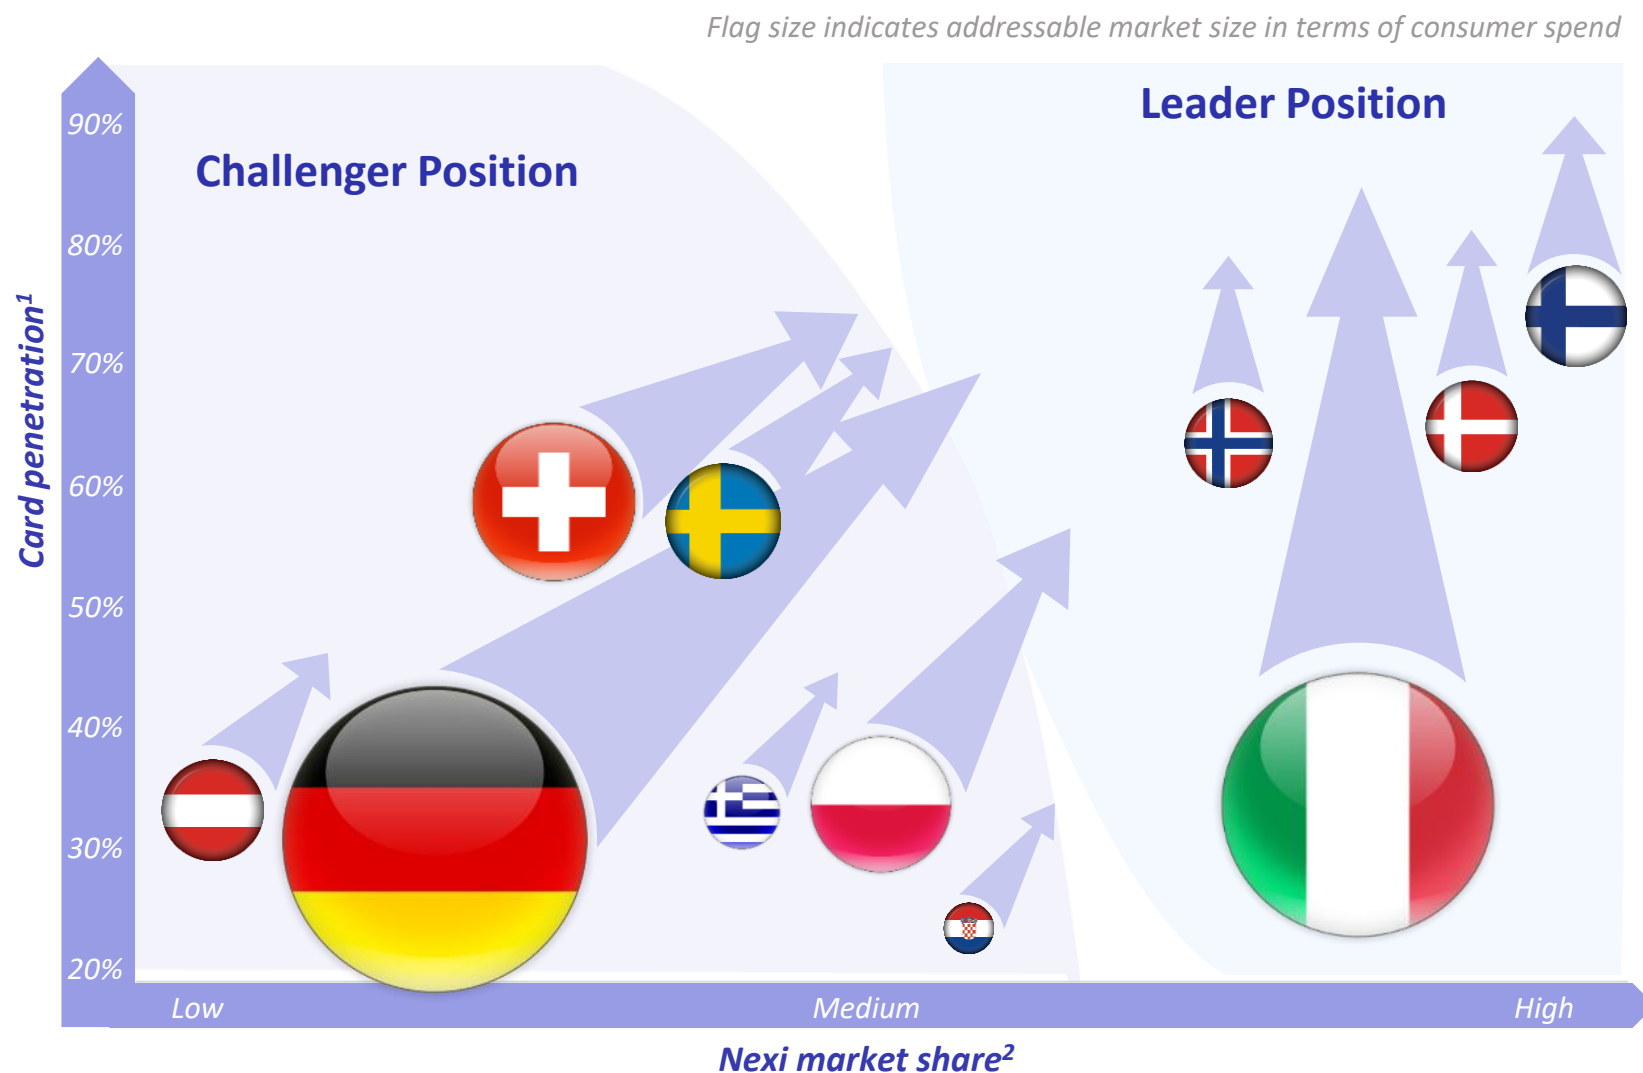 Flag size indicates addressable market size in terms of consumer spend
Leader Position
Challenger Position
Card penetration¹
90%
80%
70%
60%
50%
40%
30%
20%
Low Medium High
Nexi market share²